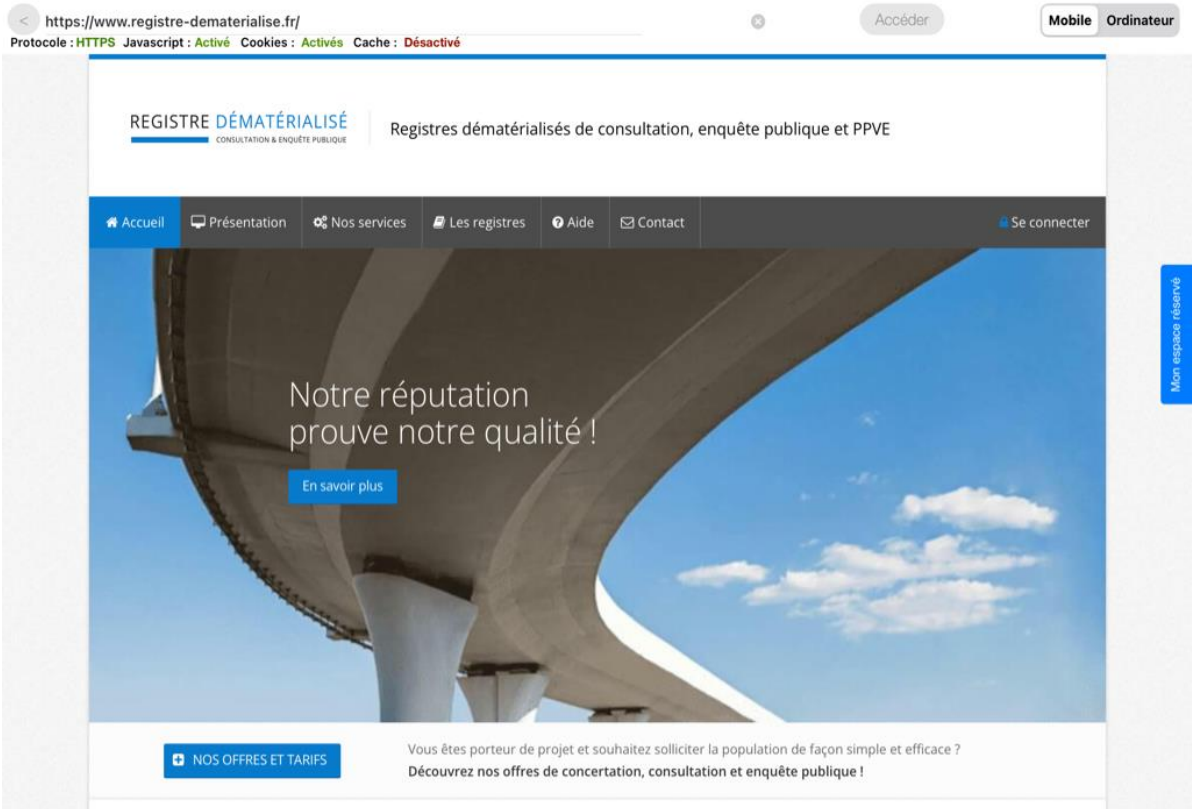 https://www.registre-dematerialise.fr/
Accéder
Mobile Ordinateur
Protocole : HTTPS Javascript : Activé Cookies : Activés Cache : Désactivé
REGISTRE DÉMATÉRIALISÉ
CONSULTATION & ENQUÊTE PUBLIQUE
Registres dématérialisés de consultation, enquête publique et PPVE
Accueil Présentation Nos services Les registres Aide Contact Se connecter
Mon espace réservé
Notre réputation
prouve notre qualité !
En savoir plus
NOS OFFRES ET TARIFS
Vous êtes porteur de projet et souhaitez solliciter la population de façon simple et efficace ?
Découvrez nos offres de concertation, consultation et enquête publique !